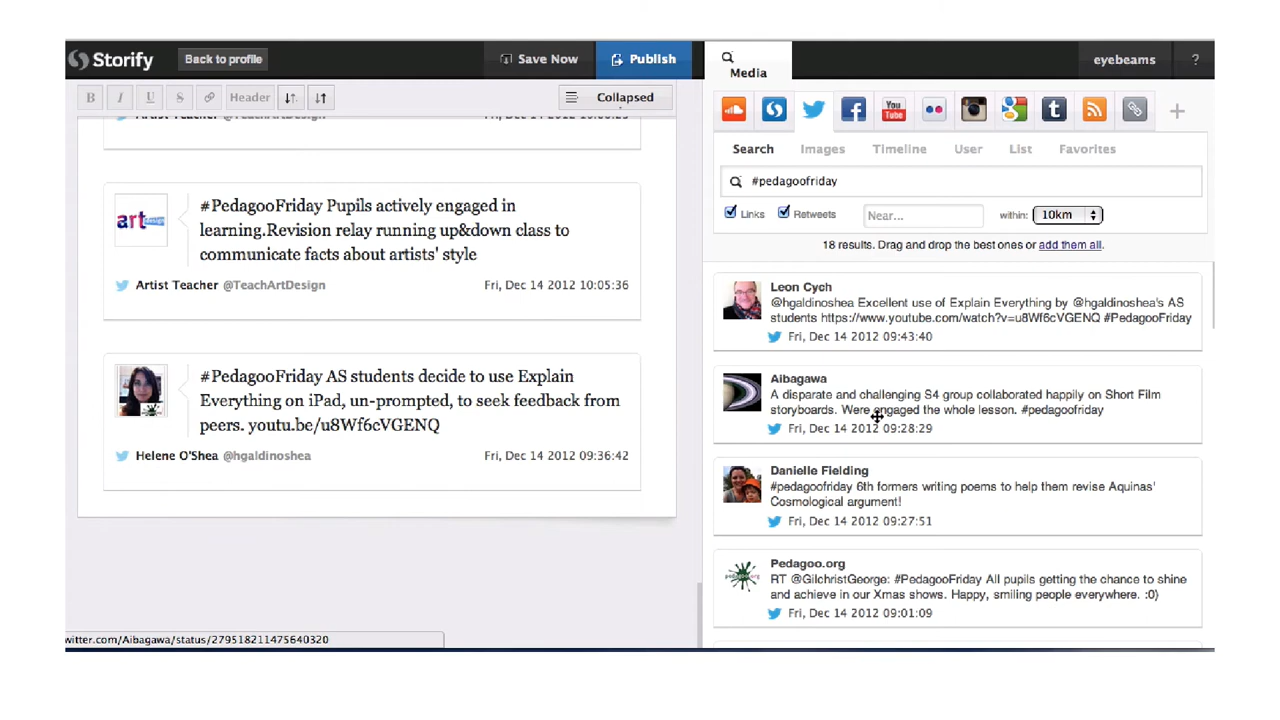 Storify
Back to profile
Save Now
Publish
Media
eyebeams
?
B I U S Header
Collapsed
You Tube
t
Search Images Timeline User List Favorites
#pedagoofriday
Links Retweets Near... within: 10km
18 results. Drag and drop the best ones or add them all.
Artist Teacher @TeachArtDesign
art design
#PedagooFriday Pupils actively engaged in
learning.Revision relay running up&down class to
communicate facts about artists' style
Artist Teacher @TeachArtDesign Fri, Dec 14 2012 10:05:36
#PedagooFriday AS students decide to use Explain
Everything on iPad, un-prompted, to seek feedback from
peers. youtu.be/u8Wf6cVGENQ
Helene O'Shea @hgaldinoshea Fri, Dec 14 2012 09:36:42
Leon Cych
@hgaldinoshea Excellent use of Explain Everything by @hgaldinoshea's AS
students https://www.youtube.com/watch?v=u8Wf6cVGENQ #PedagooFriday
Fri, Dec 14 2012 09:43:40
Aibagawa
A disparate and challenging S4 group collaborated happily on Short Film
storyboards. Were engaged the whole lesson. #pedagoofriday
Fri, Dec 14 2012 09:28:29
Danielle Fielding
#pedagoofriday 6th formers writing poems to help them revise Aquinas'
Cosmological argument!
Fri, Dec 14 2012 09:27:51
Pedagoo.org
RT @GilchristGeorge: #PedagooFriday All pupils getting the chance to shine
and achieve in our Xmas shows. Happy, smiling people everywhere. :0)
Fri, Dec 14 2012 09:01:09
witter.com/Aibagawa/status/279518211475640320